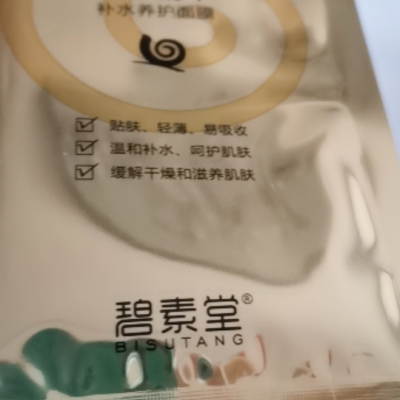 补水养护面膜
贴肤、轻薄、易吸收
温和补水、呵护肌肤
缓解干燥和滋养肌肤
碧素堂®
BISUTANG